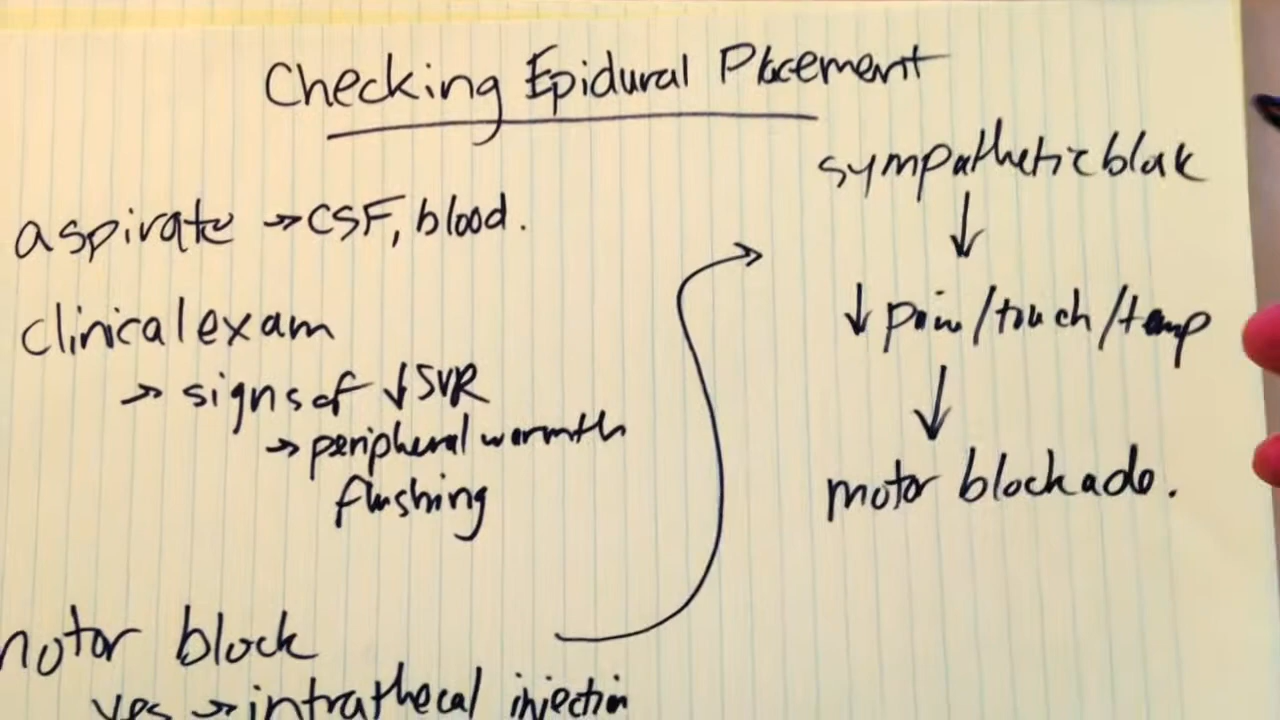 Checking Epidural Placement
aspirate → CSF, blood.
clinical exam
→ signs of ↓ SVR
→ peripheral warmth
flushing
motor block
yes → intrathecal injection
sympathetic block
↓
↓ pain/touch/temp
↓
motor blockade.